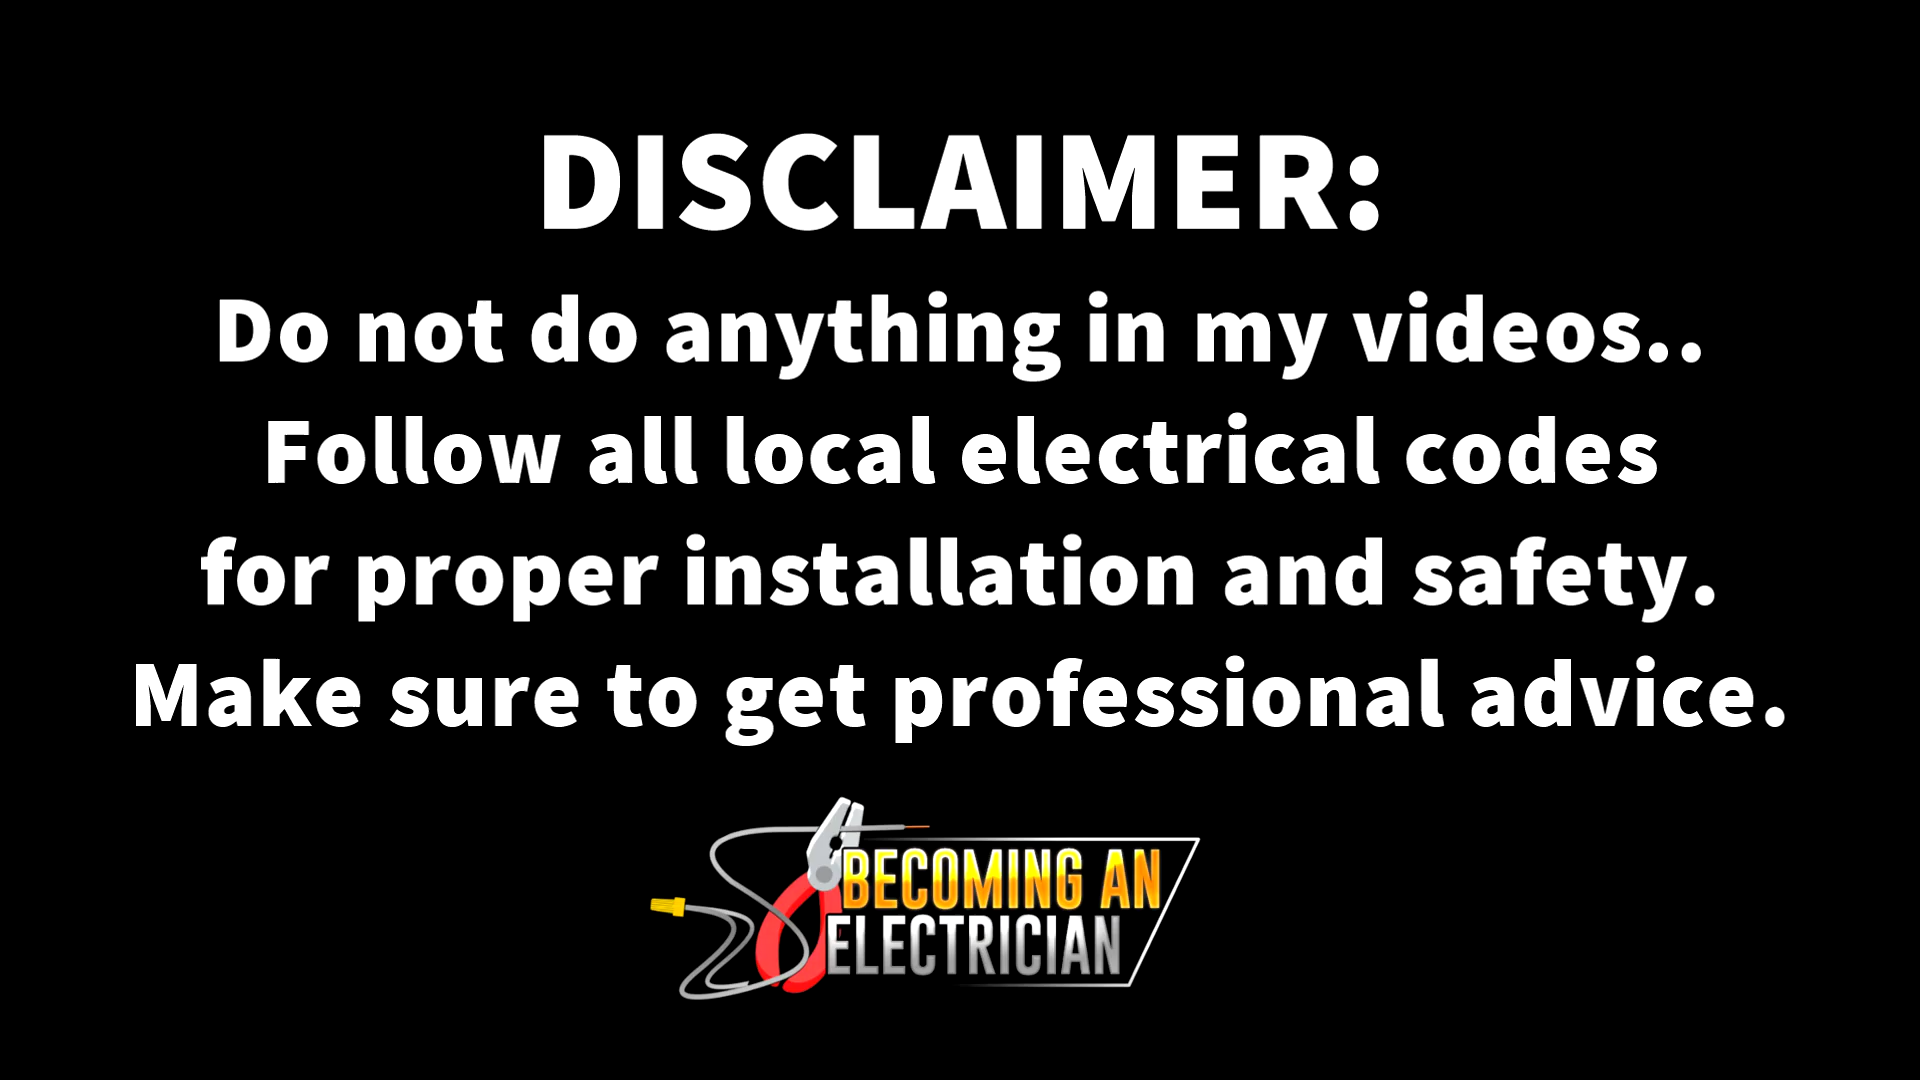 DISCLAIMER:
Do not do anything in my videos..
Follow all local electrical codes
for proper installation and safety.
Make sure to get professional advice.
BECOMING AN
ELECTRICIAN